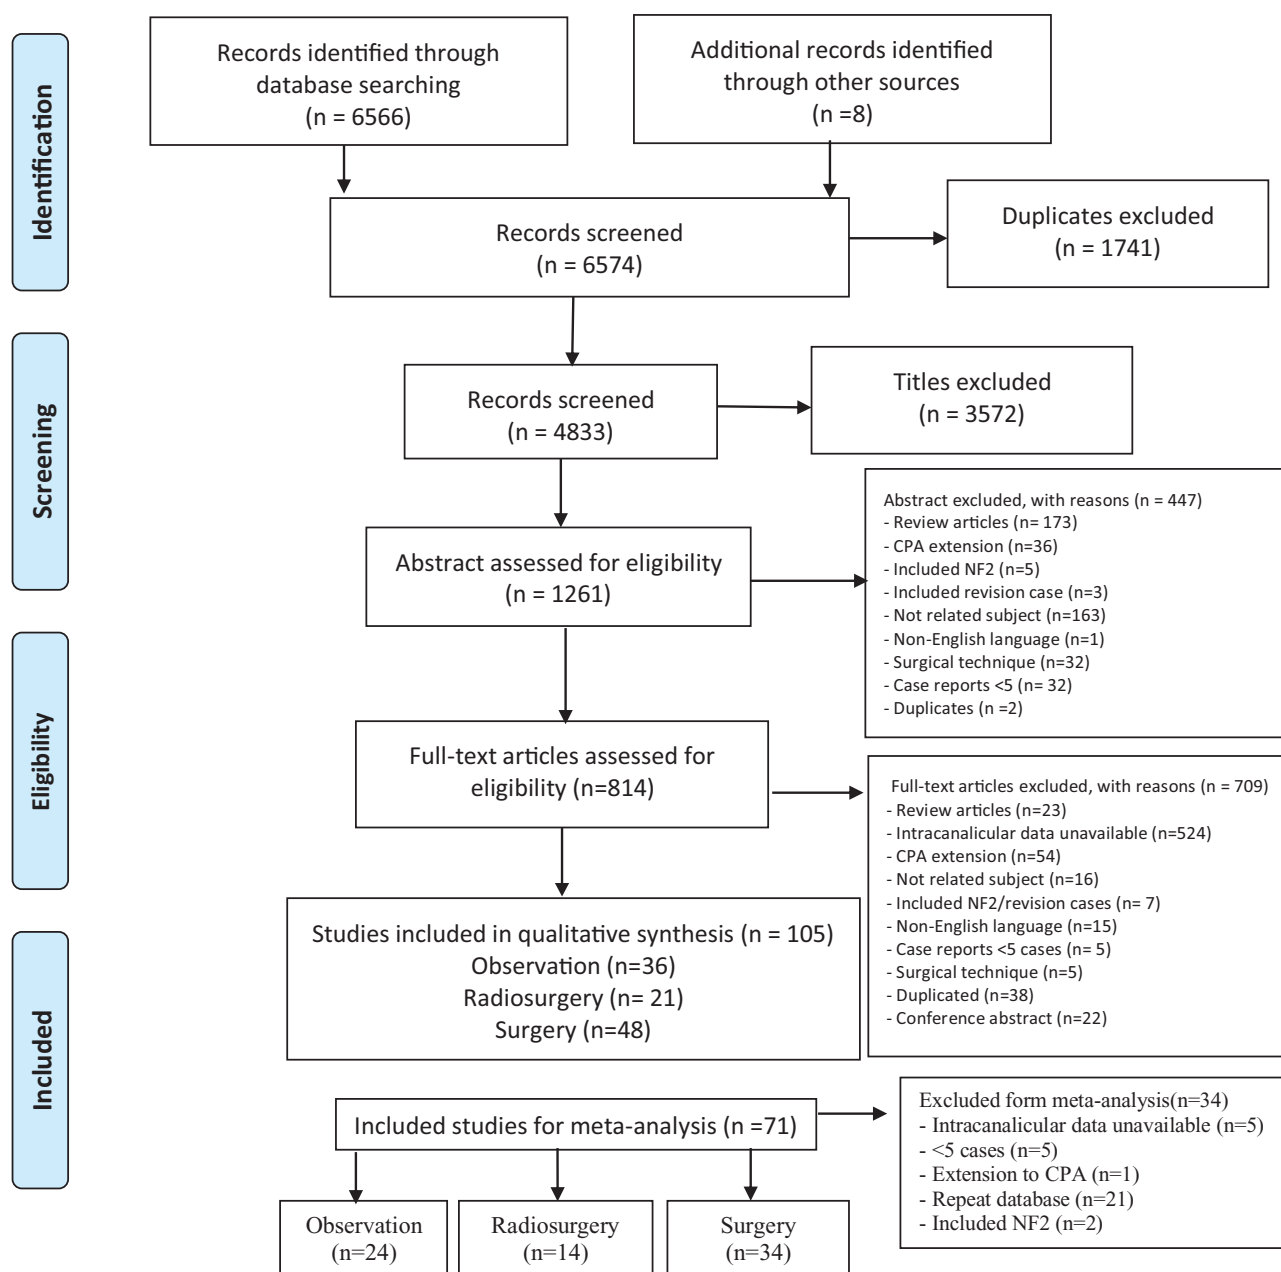 Identification
Records identified through
database searching
(n = 6566)
Additional records identified
through other sources
(n =8)
Records screened
(n = 6574)
Duplicates excluded
(n = 1741)
Screening
Records screened
(n = 4833)
Titles excluded
(n = 3572)
Abstract assessed for eligibility
(n = 1261)
Abstract excluded, with reasons (n = 447)
- Review articles (n= 173)
- CPA extension (n=36)
- Included NF2 (n=5)
- Included revision case (n=3)
- Not related subject (n=163)
- Non-English language (n=1)
- Surgical technique (n=32)
- Case reports <5 (n= 32)
- Duplicates (n =2)
Eligibility
Full-text articles assessed for
eligibility (n=814)
Full-text articles excluded, with reasons (n = 709)
- Review articles (n=23)
- Intracanalicular data unavailable (n=524)
- CPA extension (n=54)
- Not related subject (n=16)
- Included NF2/revision cases (n= 7)
- Non-English language (n=15)
- Case reports <5 cases (n= 5)
- Surgical technique (n=5)
- Duplicated (n=38)
- Conference abstract (n=22)
Included
Studies included in qualitative synthesis (n = 105)
Observation (n=36)
Radiosurgery (n= 21)
Surgery (n=48)
Included studies for meta-analysis (n =71)
Excluded form meta-analysis(n=34)
- Intracanalicular data unavailable (n=5)
- <5 cases (n=5)
- Extension to CPA (n=1)
- Repeat database (n=21)
- Included NF2 (n=2)
Observation
(n=24)
Radiosurgery
(n=14)
Surgery
(n=34)